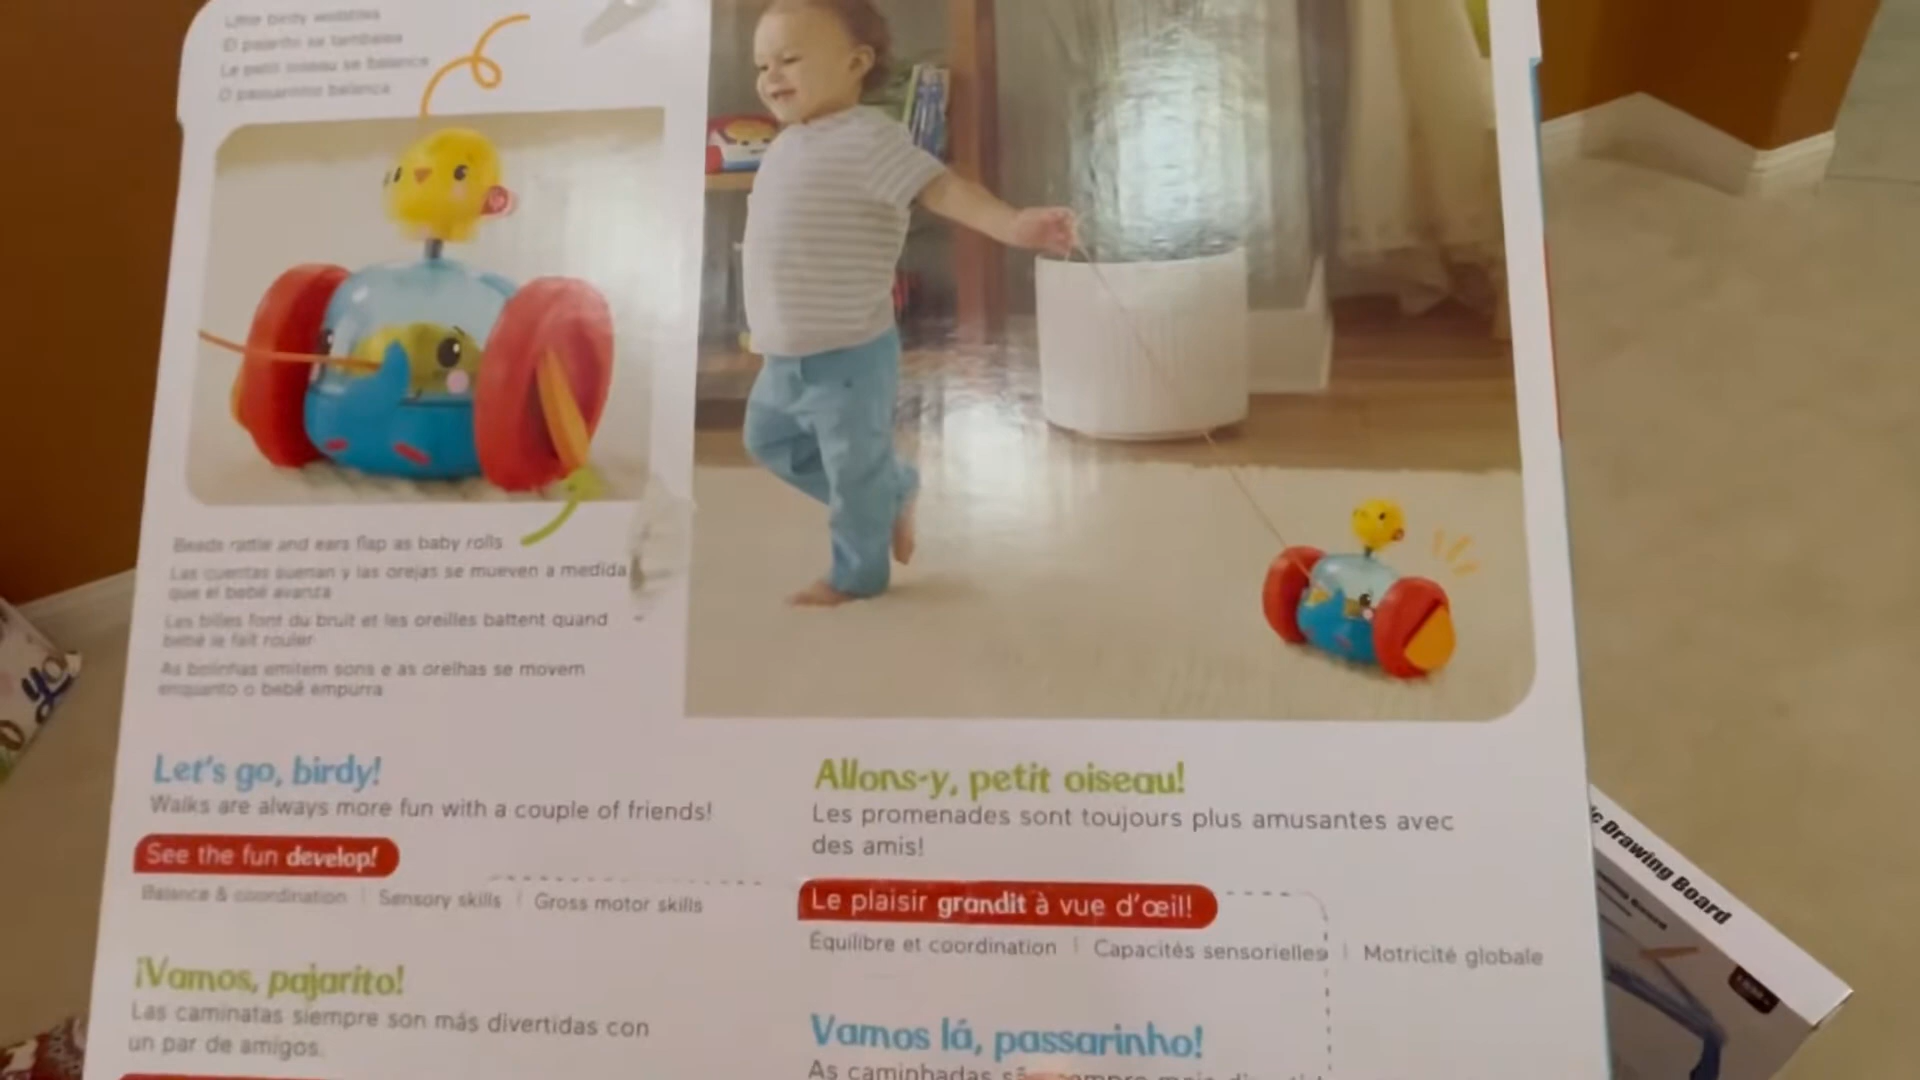 Little birdy wobbles
El pajarito se tambalea
Le petit oiseau se balance
O passarinho balança
Beads rattle and ears flap as baby rolls
Las cuentas suenan y las orejas se mueven a medida
que el bebé avanza
Les billes font du bruit et les oreilles battent quand
bébé le fait rouler
As bolinhas emitem sons e as orelhas se movem
enquanto o bebê empurra
Let's go, birdy!
Walks are always more fun with a couple of friends!
See the fun develop!
Balance & coordination | Sensory skills | Gross motor skills
¡Vamos, pajarito!
Las caminatas siempre son más divertidas con
un par de amigos.
Allons-y, petit oiseau!
Les promenades sont toujours plus amusantes avec
des amis!
Le plaisir grandit à vue d'œil!
Équilibre et coordination | Capacités sensorielles | Motricité globale
Vamos lá, passarinho!
As caminhadas
Drawing Board
yo